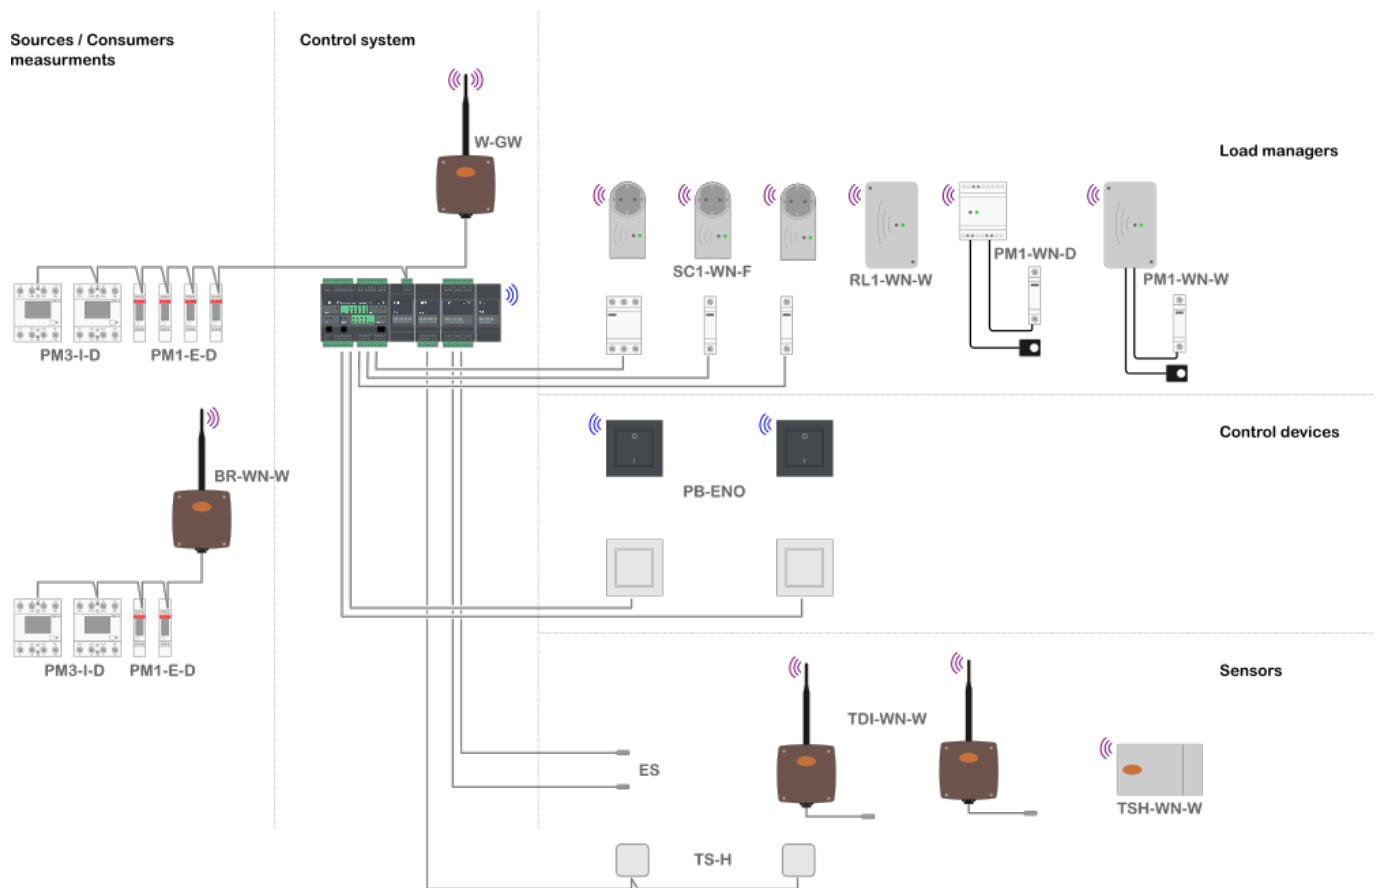 Sources / Consumers
measurments
Control system
W-GW
Load managers
SC1-WN-F
RL1-WN-W
PM1-WN-D
PM1-WN-W
PM3-I-D
PM1-E-D
BR-WN-W
Control devices
PB-ENO
PM3-I-D
PM1-E-D
Sensors
TDI-WN-W
ES
TSH-WN-W
TS-H